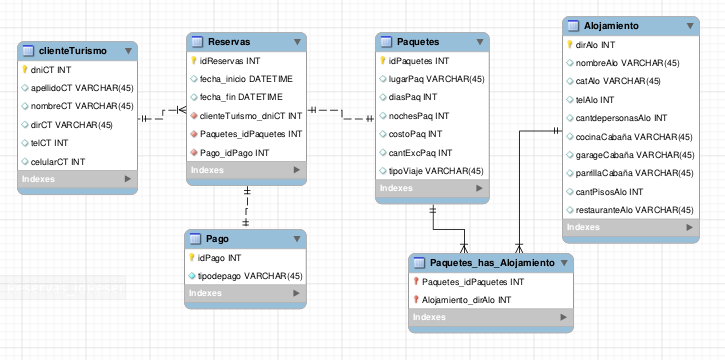 clienteTurismo
dniCT INT
apellidoCT VARCHAR(45)
nombreCT VARCHAR(45)
dirCT VARCHAR(45)
telCT INT
celularCT INT
Indexes
Reservas
idReservas INT
fecha_inicio DATETIME
fecha_fin DATETIME
clienteTurismo_dniCT INT
Paquetes_idPaquetes INT
Pago_idPago INT
Indexes
Paquetes
idPaquetes INT
lugarPaq VARCHAR(45)
diasPaq INT
nochesPaq INT
costoPaq INT
cantExcPaq INT
tipoViaje VARCHAR(45)
Indexes
Alojamiento
dirAlo INT
nombreAlo VARCHAR(45)
catAlo VARCHAR(45)
telAlo INT
cantdepersonasAlo INT
cocinaCabaña VARCHAR(45)
garageCabaña VARCHAR(45)
parrillaCabaña VARCHAR(45)
cantPisosAlo INT
restauranteAlo VARCHAR(45)
Indexes
Pago
idPago INT
tipodepago VARCHAR(45)
Indexes
Paquetes_has_Alojamiento
Paquetes_idPaquetes INT
Alojamiento_dirAlo INT
Indexes